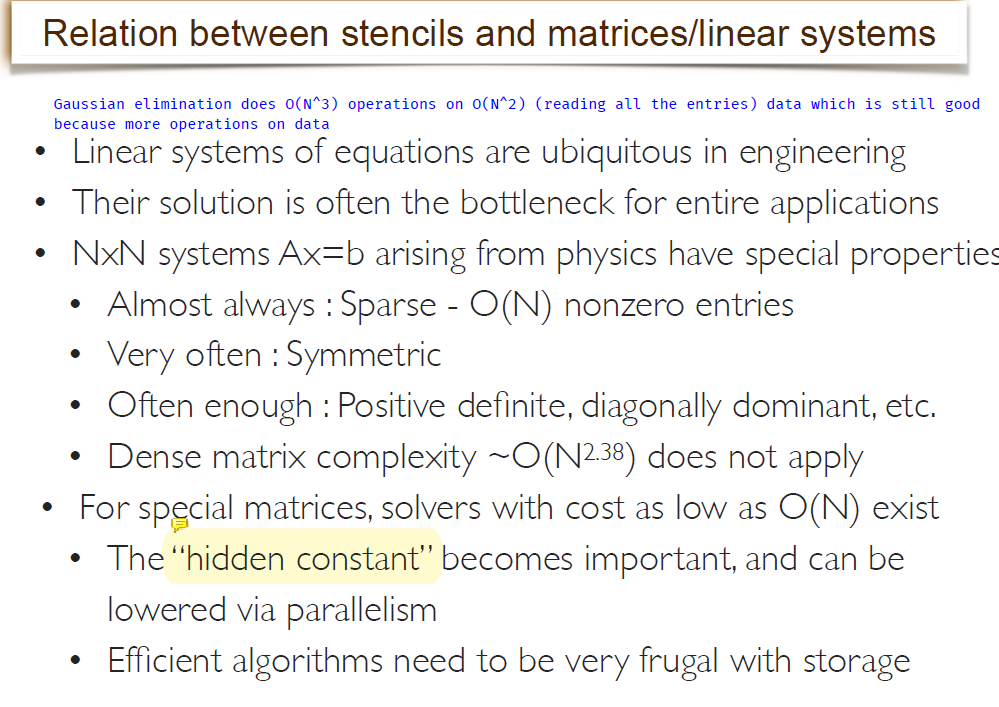 Relation between stencils and matrices/linear systems
Gaussian elimination does O(N^3) operations on O(N^2) (reading all the entries) data which is still good
because more operations on data
• Linear systems of equations are ubiquitous in engineering
• Their solution is often the bottleneck for entire applications
• NxN systems Ax=b arising from physics have special properties
• Almost always : Sparse - O(N) nonzero entries
• Very often : Symmetric
• Often enough : Positive definite, diagonally dominant, etc.
• Dense matrix complexity ~O(N^2.38) does not apply
• For special matrices, solvers with cost as low as O(N) exist
• The “hidden constant” becomes important, and can be
lowered via parallelism
• Efficient algorithms need to be very frugal with storage